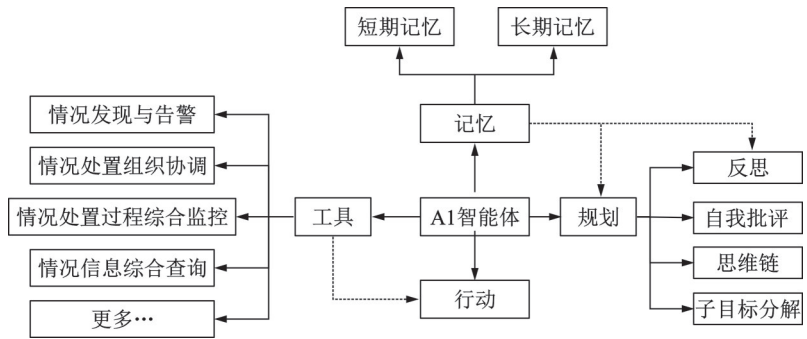 短期记忆
长期记忆
情况发现与告警
记忆
情况处置组织协调
反思
情况处置过程综合监控
工具
A1智能体
规划
自我批评
情况信息综合查询
思维链
行动
更多…
子目标分解